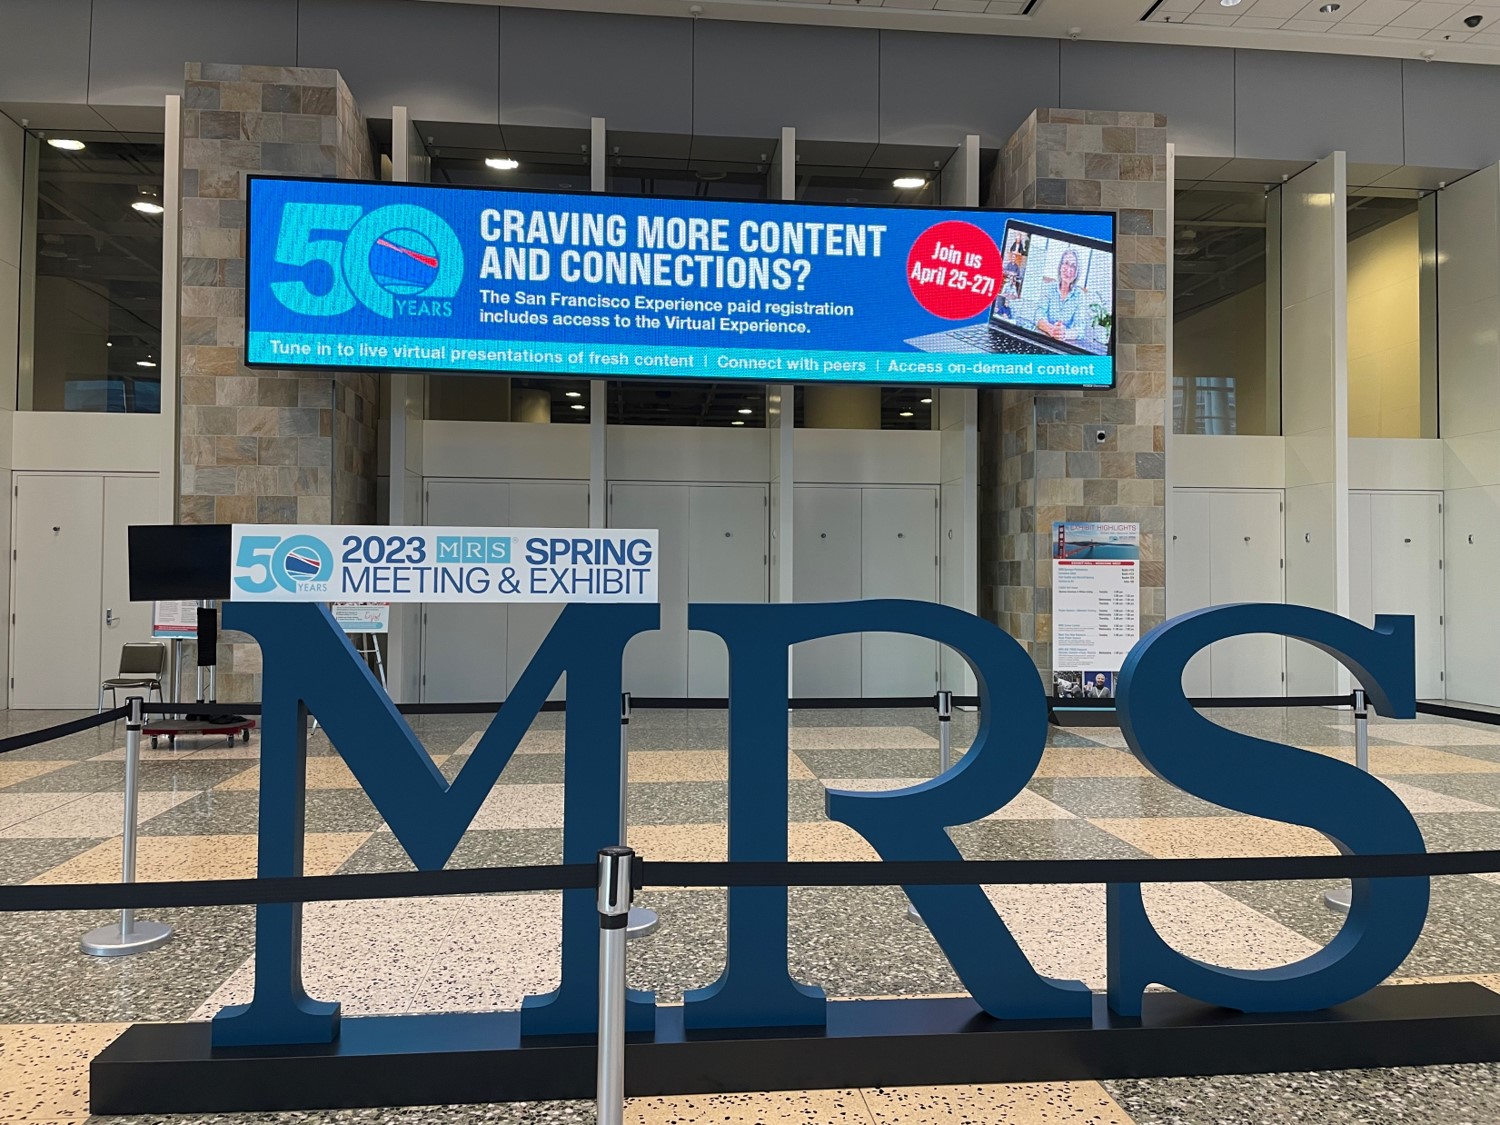 50
YEARS
CRAVING MORE CONTENT
AND CONNECTIONS?
The San Francisco Experience paid registration
includes access to the Virtual Experience.
Join us
April 25-27!
Tune in to live virtual presentations of fresh content | Connect with peers | Access on-demand content
50
YEARS
2023 MRS® SPRING
MEETING & EXHIBIT
EXHIBIT HIGHLIGHTS
MRS